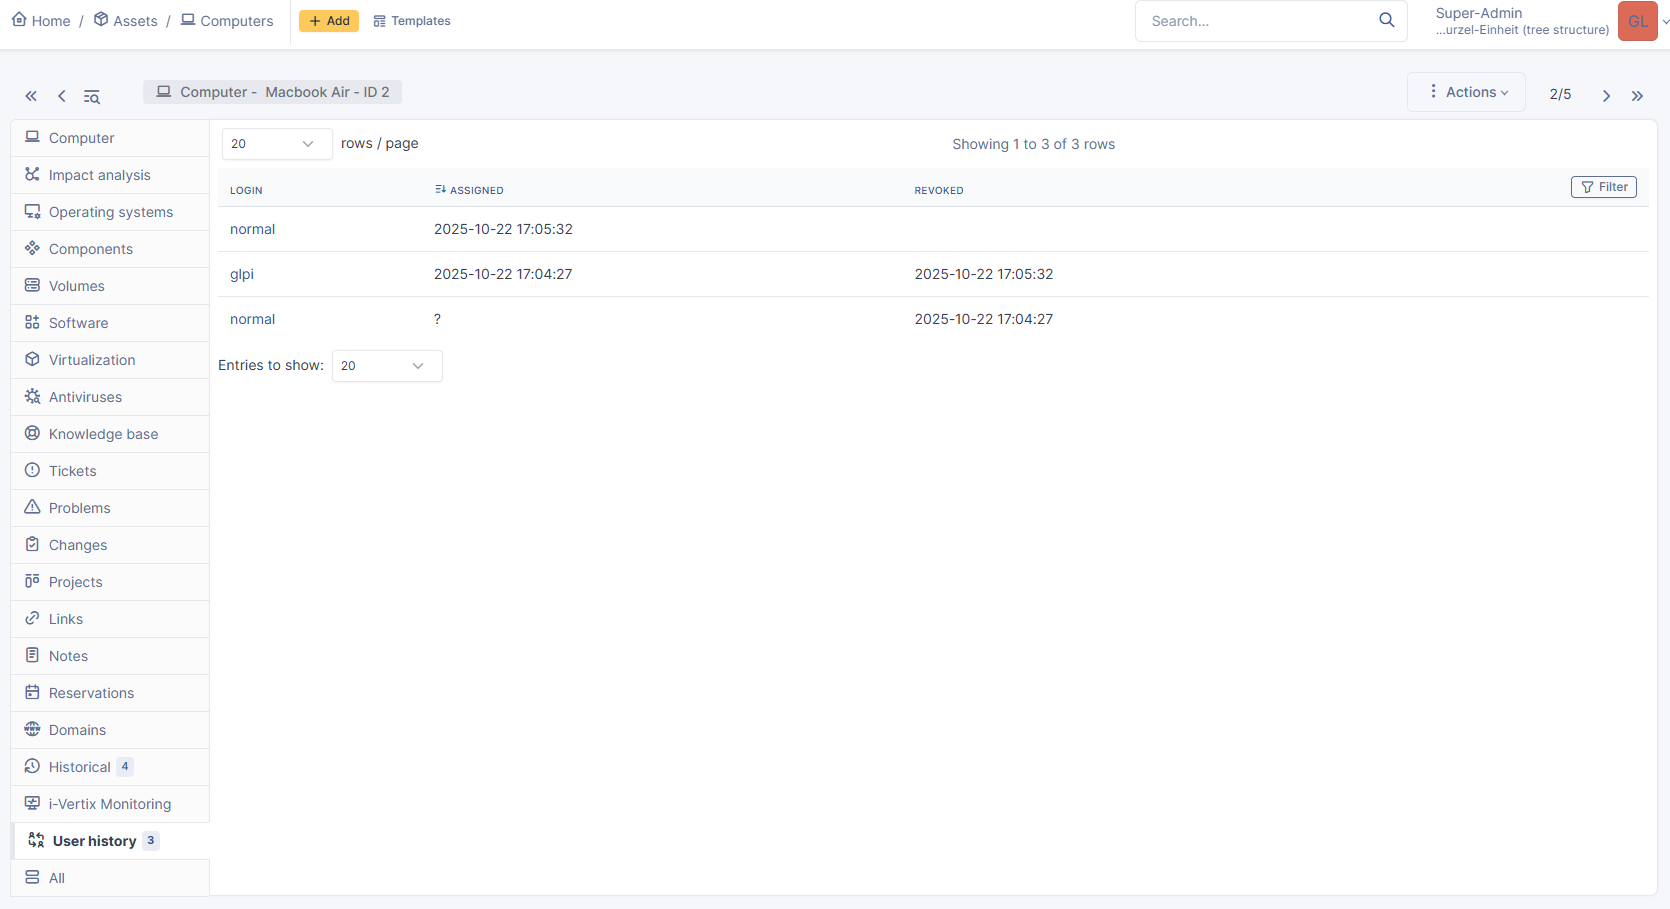 Home / Assets / Computers
Add
Templates
Search...
Super-Admin
...urzel-Einheit (tree structure)
GL
Computer - Macbook Air - ID 2
Actions
2/5
Computer
Impact analysis
Operating systems
Components
Volumes
Software
Virtualization
Antiviruses
Knowledge base
Tickets
Problems
Changes
Projects
Links
Notes
Reservations
Domains
Historical 4
i-Vertix Monitoring
User history 3
All
20 rows / page
Showing 1 to 3 of 3 rows
LOGIN ASSIGNED REVOKED Filter
normal 2025-10-22 17:05:32
glpi 2025-10-22 17:04:27 2025-10-22 17:05:32
normal ? 2025-10-22 17:04:27
Entries to show: 20